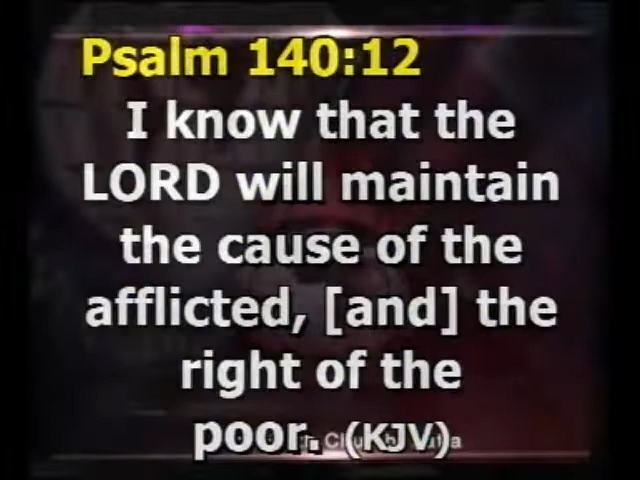 Psalm 140:12
I know that the
LORD will maintain
the cause of the
afflicted, [and] the
right of the
poor. (KJV)